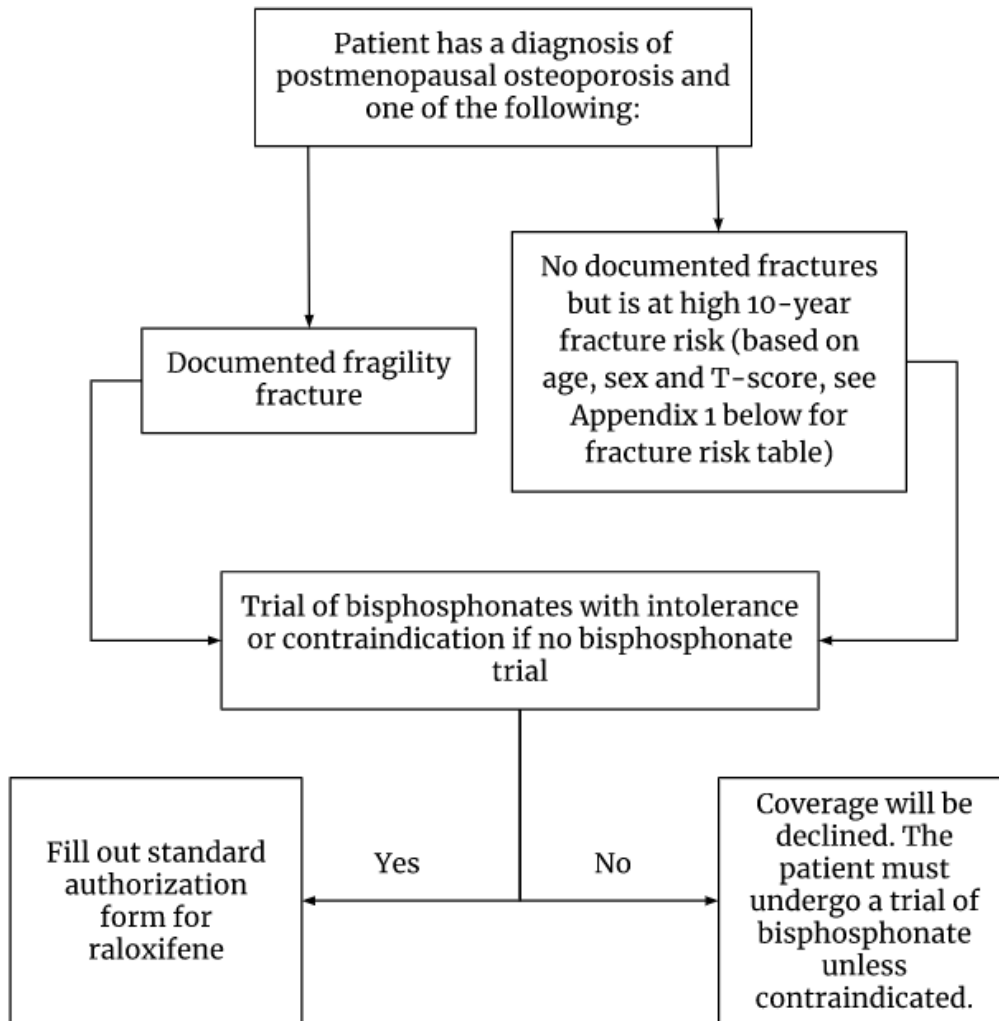 Patient has a diagnosis of
postmenopausal osteoporosis and
one of the following:
No documented fractures
but is at high 10-year
fracture risk (based on
age, sex and T-score, see
Appendix 1 below for
fracture risk table)
Documented fragility
fracture
Trial of bisphosphonates with intolerance
or contraindication if no bisphosphonate
trial
Fill out standard
authorization
form for
raloxifene
Yes
No
Coverage will be
declined. The
patient must
undergo a trial of
bisphosphonate
unless
contraindicated.